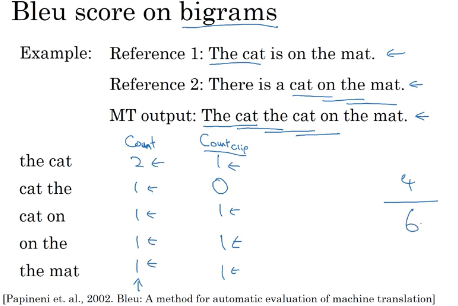 Bleu score on bigrams
Example: Reference 1: The cat is on the mat. ←
Reference 2: There is a cat on the mat. ←
MT output: The cat the cat on the mat. ←
Count Count clip
the cat 2 ← 1 ←
cat the 1 ← 0
cat on 1 ← 1 ←
on the 1 ← 1 ←
the mat 1 ← 1 ←
↑
4
6
[Papineni et. al., 2002. Bleu: A method for automatic evaluation of machine translation]